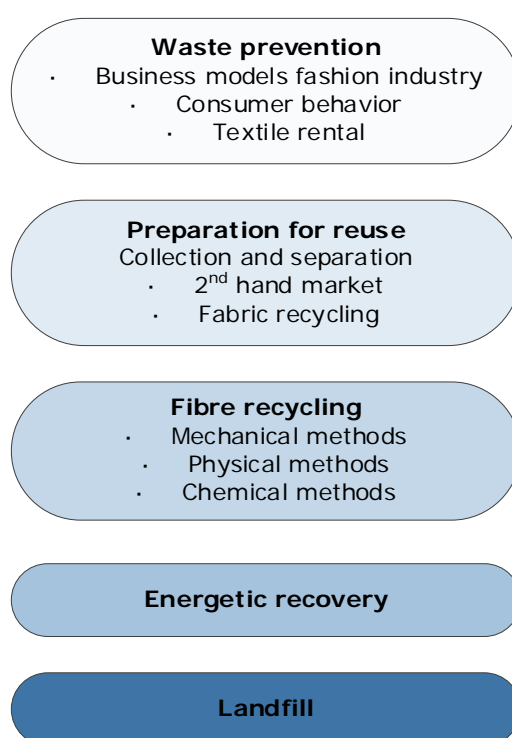 Waste prevention
· Business models fashion industry
· Consumer behavior
· Textile rental
Preparation for reuse
Collection and separation
· 2nd hand market
· Fabric recycling
Fibre recycling
· Mechanical methods
· Physical methods
· Chemical methods
Energetic recovery
Landfill